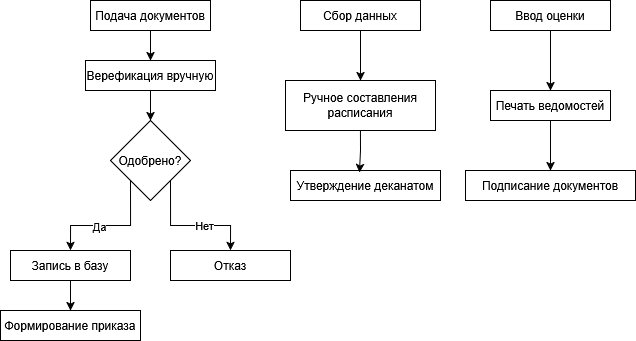 Подача документов
Верефикация вручную
Одобрено?
Да
Нет
Запись в базу
Отказ
Формирование приказа
Сбор данных
Ручное составления
расписания
Утверждение деканатом
Ввод оценки
Печать ведомостей
Подписание документов